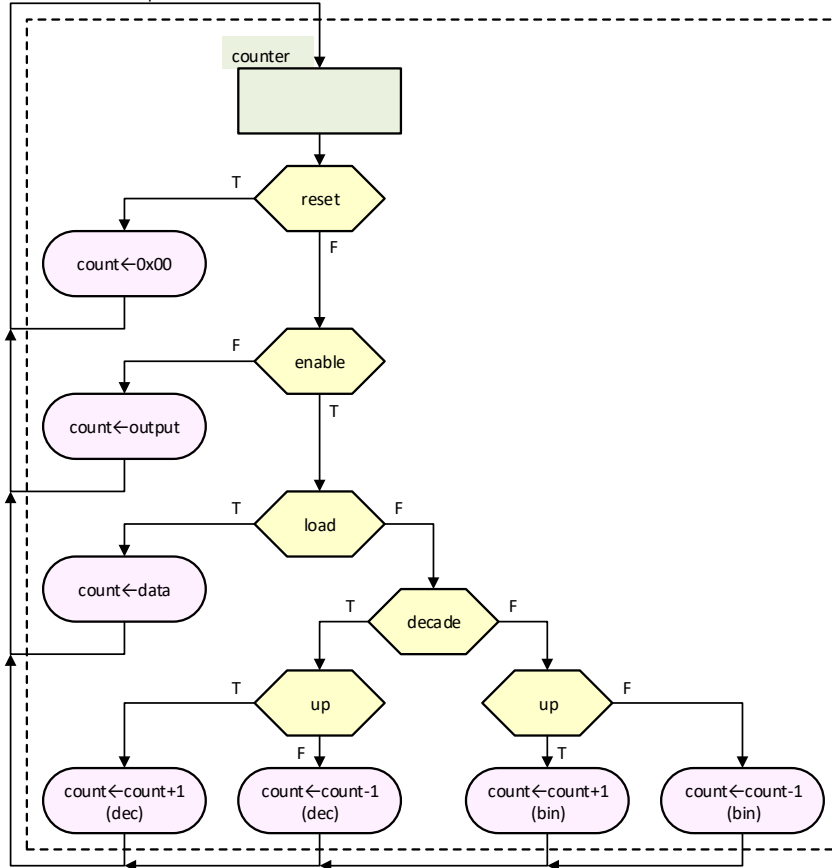 counter
T
reset
F
count←0x00
F
enable
T
count←output
T
load
F
count←data
T
decade
F
T
up
F
up
F
T
count←count+1
(dec)
count←count-1
(dec)
count←count+1
(bin)
count←count-1
(bin)